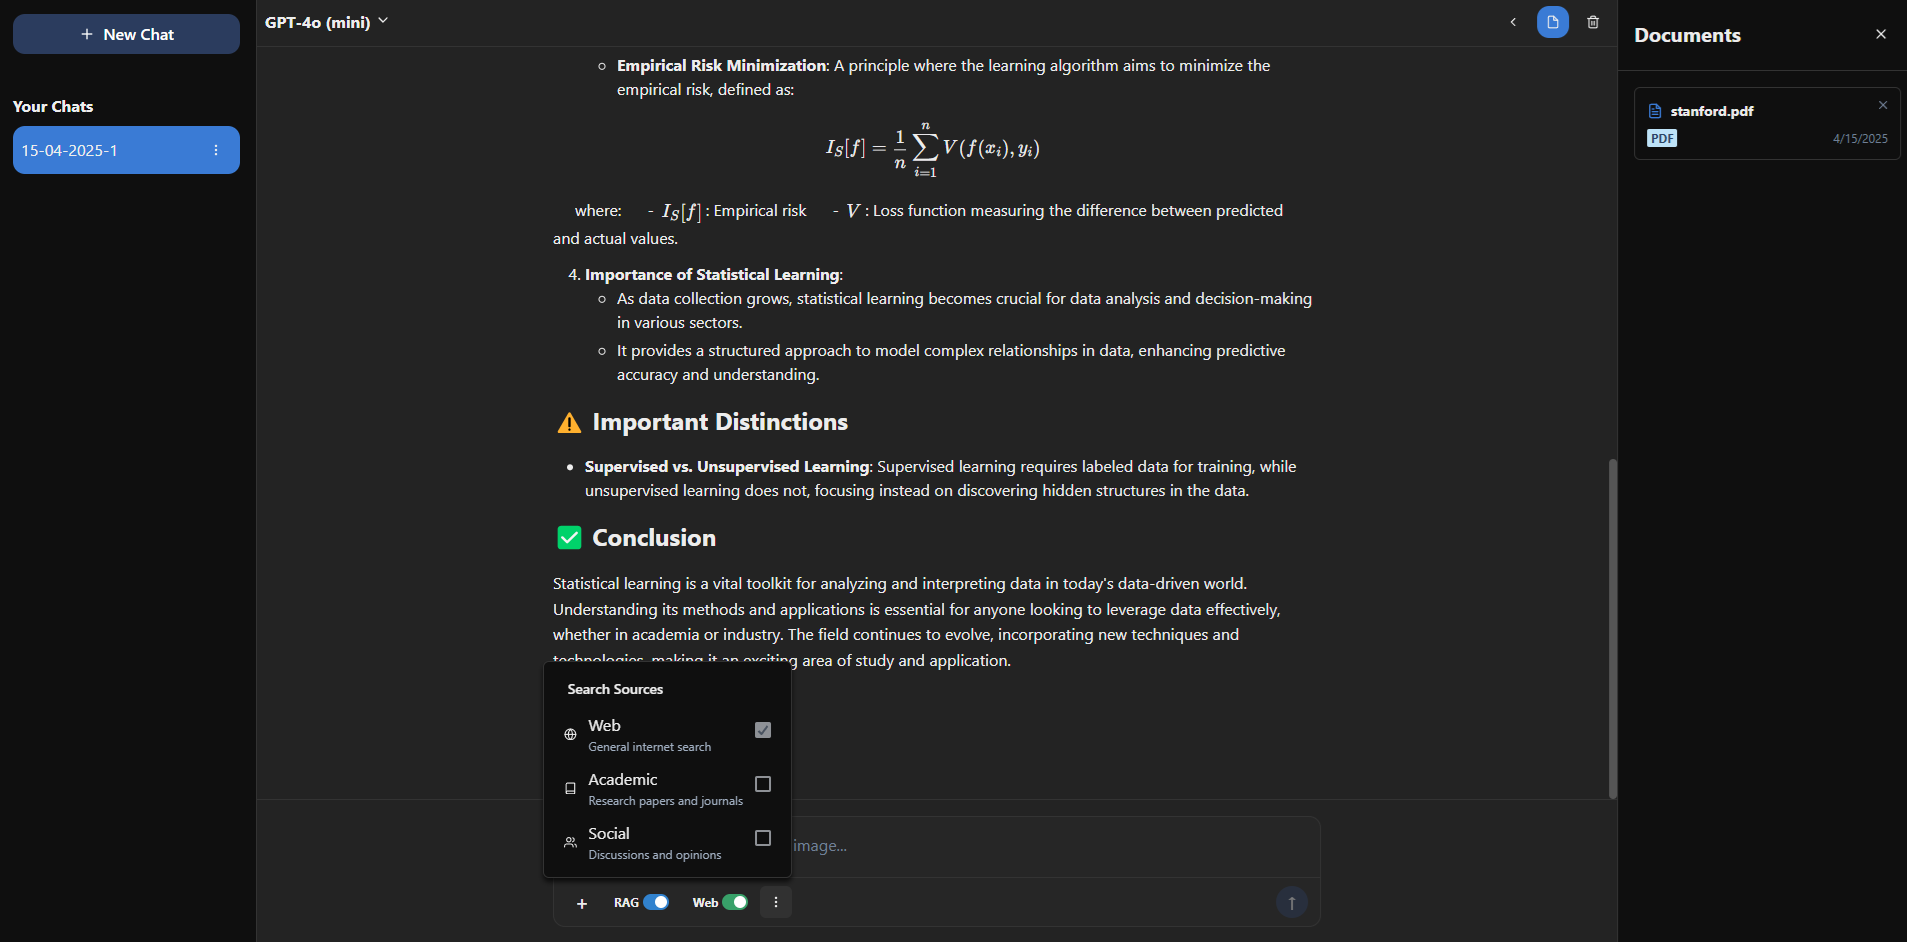 New Chat
Your Chats
15-04-2025-1
GPT-4o (mini)
Empirical Risk Minimization: A principle where the learning algorithm aims to minimize the
empirical risk, defined as:
I_S[f] = \frac{1}{n} \sum_{i=1}^{n} V(f(x_i), y_i)
where: - I_S[f] : Empirical risk - V : Loss function measuring the difference between predicted
and actual values.
4. Importance of Statistical Learning:
As data collection grows, statistical learning becomes crucial for data analysis and decision-making
in various sectors.
It provides a structured approach to model complex relationships in data, enhancing predictive
accuracy and understanding.
⚠️ Important Distinctions
Supervised vs. Unsupervised Learning: Supervised learning requires labeled data for training, while
unsupervised learning does not, focusing instead on discovering hidden structures in the data.
✅ Conclusion
Statistical learning is a vital toolkit for analyzing and interpreting data in today's data-driven world.
Understanding its methods and applications is essential for anyone looking to leverage data effectively,
whether in academia or industry. The field continues to evolve, incorporating new techniques and
technologies, making it an exciting area of study and application.
Search Sources
Web
General internet search
Academic
Research papers and journals
Social
Discussions and opinions
image...
RAG
Web
Documents
stanford.pdf
PDF
4/15/2025